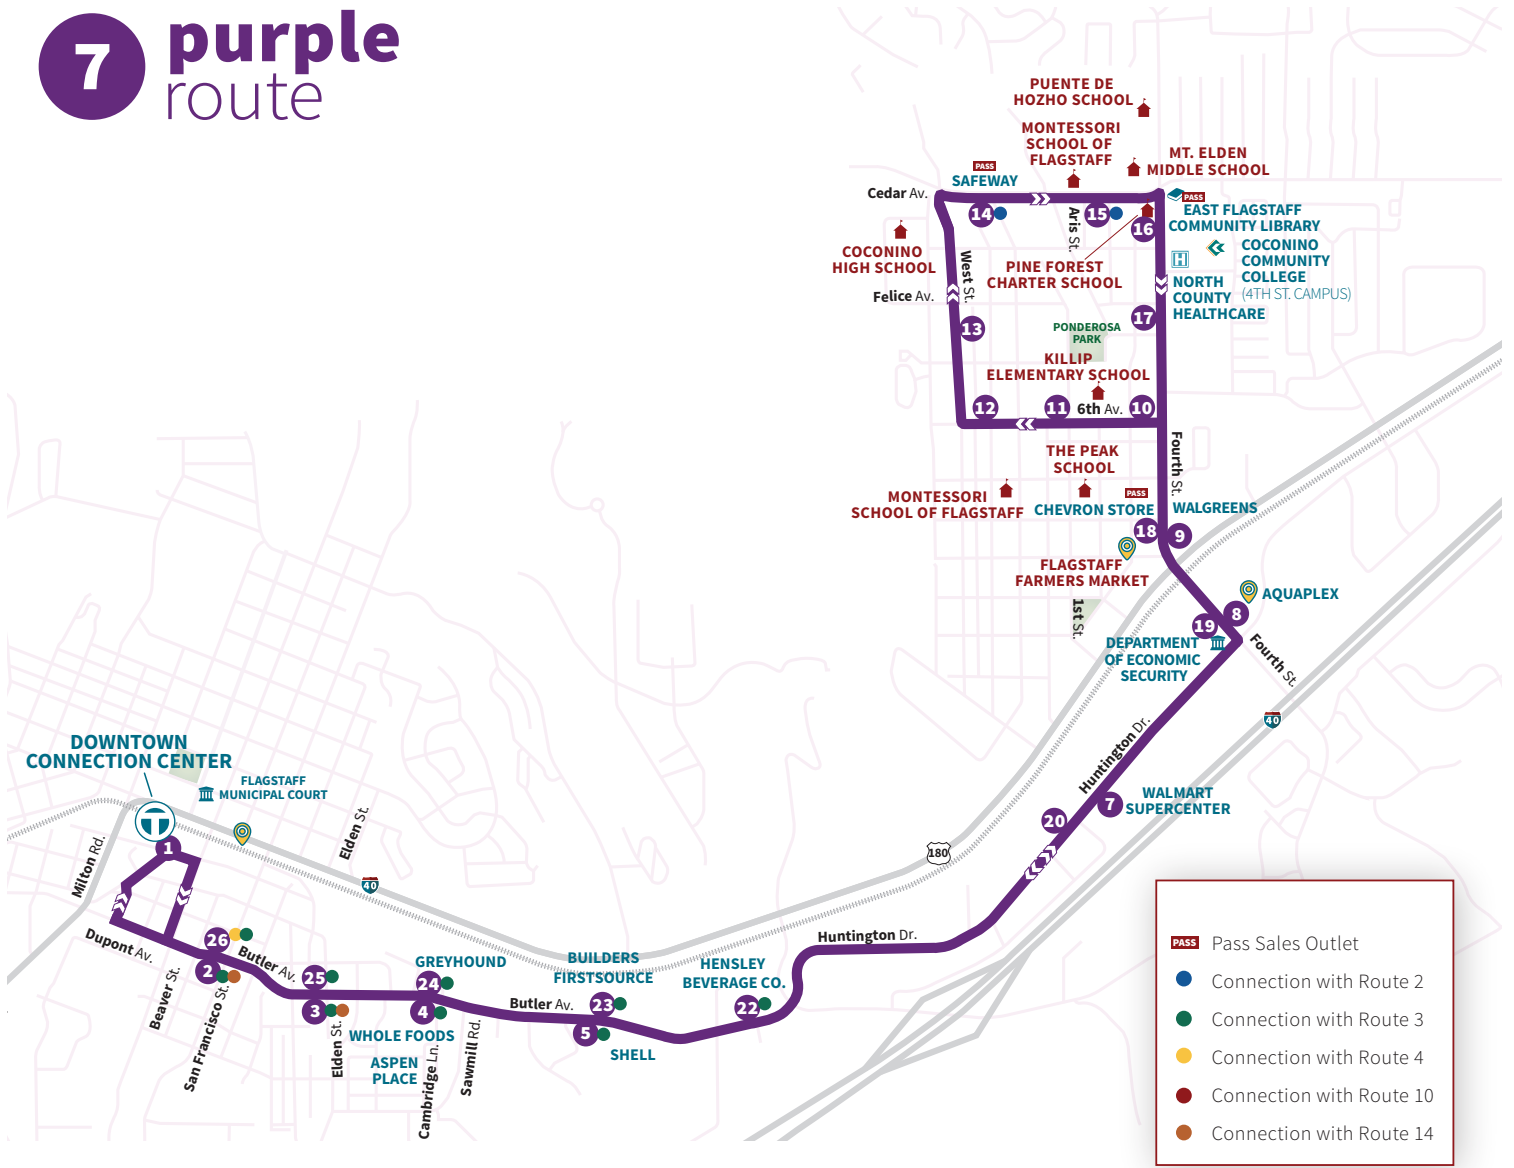 7
purple
route
PUENTE DE
HOZHO SCHOOL
MONTESSORI
SCHOOL OF
FLAGSTAFF
MT. ELDEN
MIDDLE SCHOOL
PASS
SAFEWAY
Cedar Av.
PASS
EAST FLAGSTAFF
COMMUNITY LIBRARY
14
Aris St.
15
16
COCONINO
HIGH SCHOOL
West St.
PINE FOREST
CHARTER SCHOOL
H
COCONINO
COMMUNITY
COLLEGE
(4TH ST. CAMPUS)
NORTH
COUNTY
HEALTHCARE
Felice Av.
13
17
PONDEROSA
PARK
KILLIP
ELEMENTARY SCHOOL
12
11
6th Av.
10
THE PEAK
SCHOOL
Fourth St.
MONTESSORI
SCHOOL OF FLAGSTAFF
PASS
CHEVRON STORE
WALGREENS
18
9
FLAGSTAFF
FARMERS MARKET
AQUAPLEX
1st St.
8
19
DEPARTMENT
OF ECONOMIC
SECURITY
Fourth St.
40
Huntington Dr.
DOWNTOWN
CONNECTION CENTER
FLAGSTAFF
MUNICIPAL COURT
7
WALMART
SUPERCENTER
20
Elden St.
1
Milton Rd.
180
40
Dupont Av.
26
Butler Av.
2
Beaver St.
San Francisco St.
25
3
Elden St.
GREYHOUND
24
4
WHOLE FOODS
ASPEN
PLACE
Cambridge Ln.
Sawmill Rd.
Butler Av.
BUILDERS
FIRSTSOURCE
23
5
SHELL
HENSLEY
BEVERAGE CO.
22
Huntington Dr.
PASS Pass Sales Outlet
Connection with Route 2
Connection with Route 3
Connection with Route 4
Connection with Route 10
Connection with Route 14